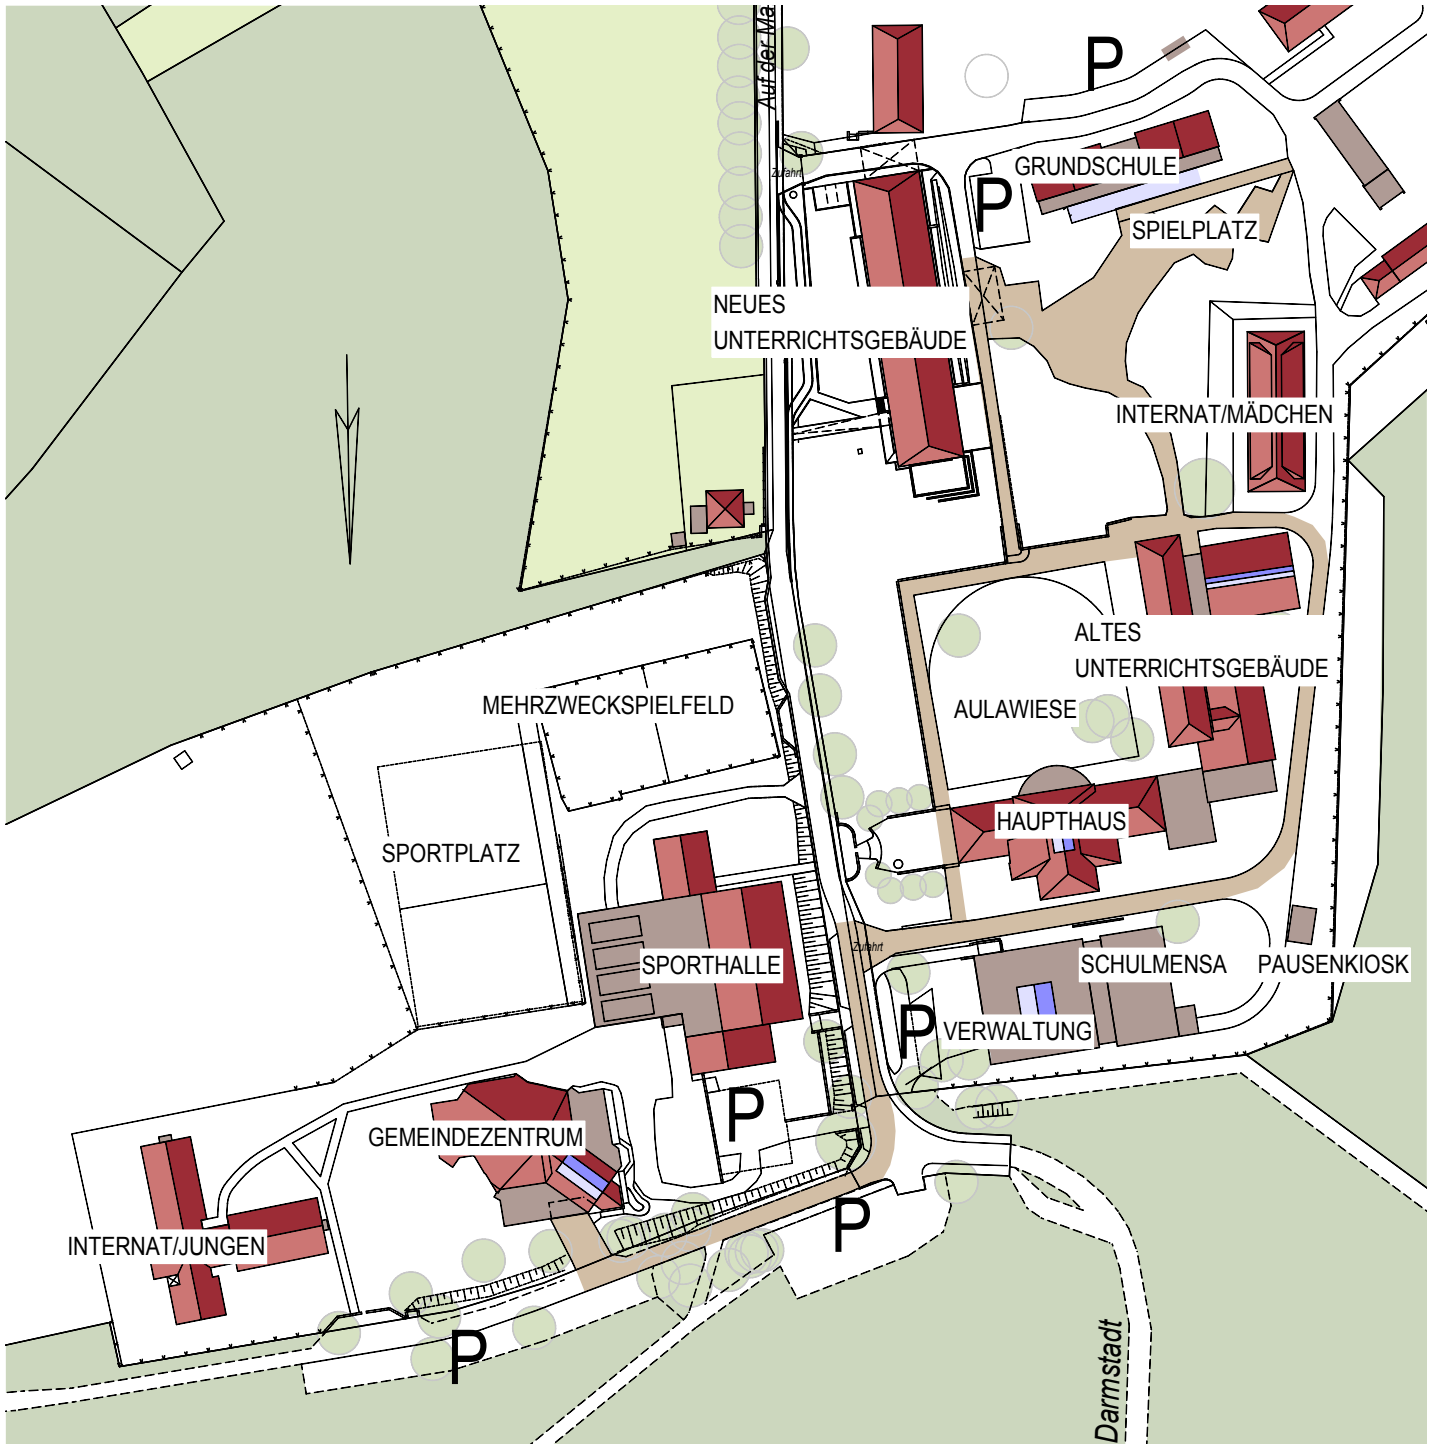 Auf der Ma
P
GRUNDSCHULE
Zufahrt
P
SPIELPLATZ
NEUES
UNTERRICHTSGEBÄUDE
INTERNAT/MÄDCHEN
ALTES
UNTERRICHTSGEBÄUDE
MEHRZWECKSPIELFELD
AULAWIESE
HAUPTHAUS
SPORTPLATZ
Zufahrt
SPORTHALLE
SCHULMENSA
PAUSENKIOSK
P
VERWALTUNG
P
GEMEINDEZENTRUM
P
INTERNAT/JUNGEN
P
Darmstadt